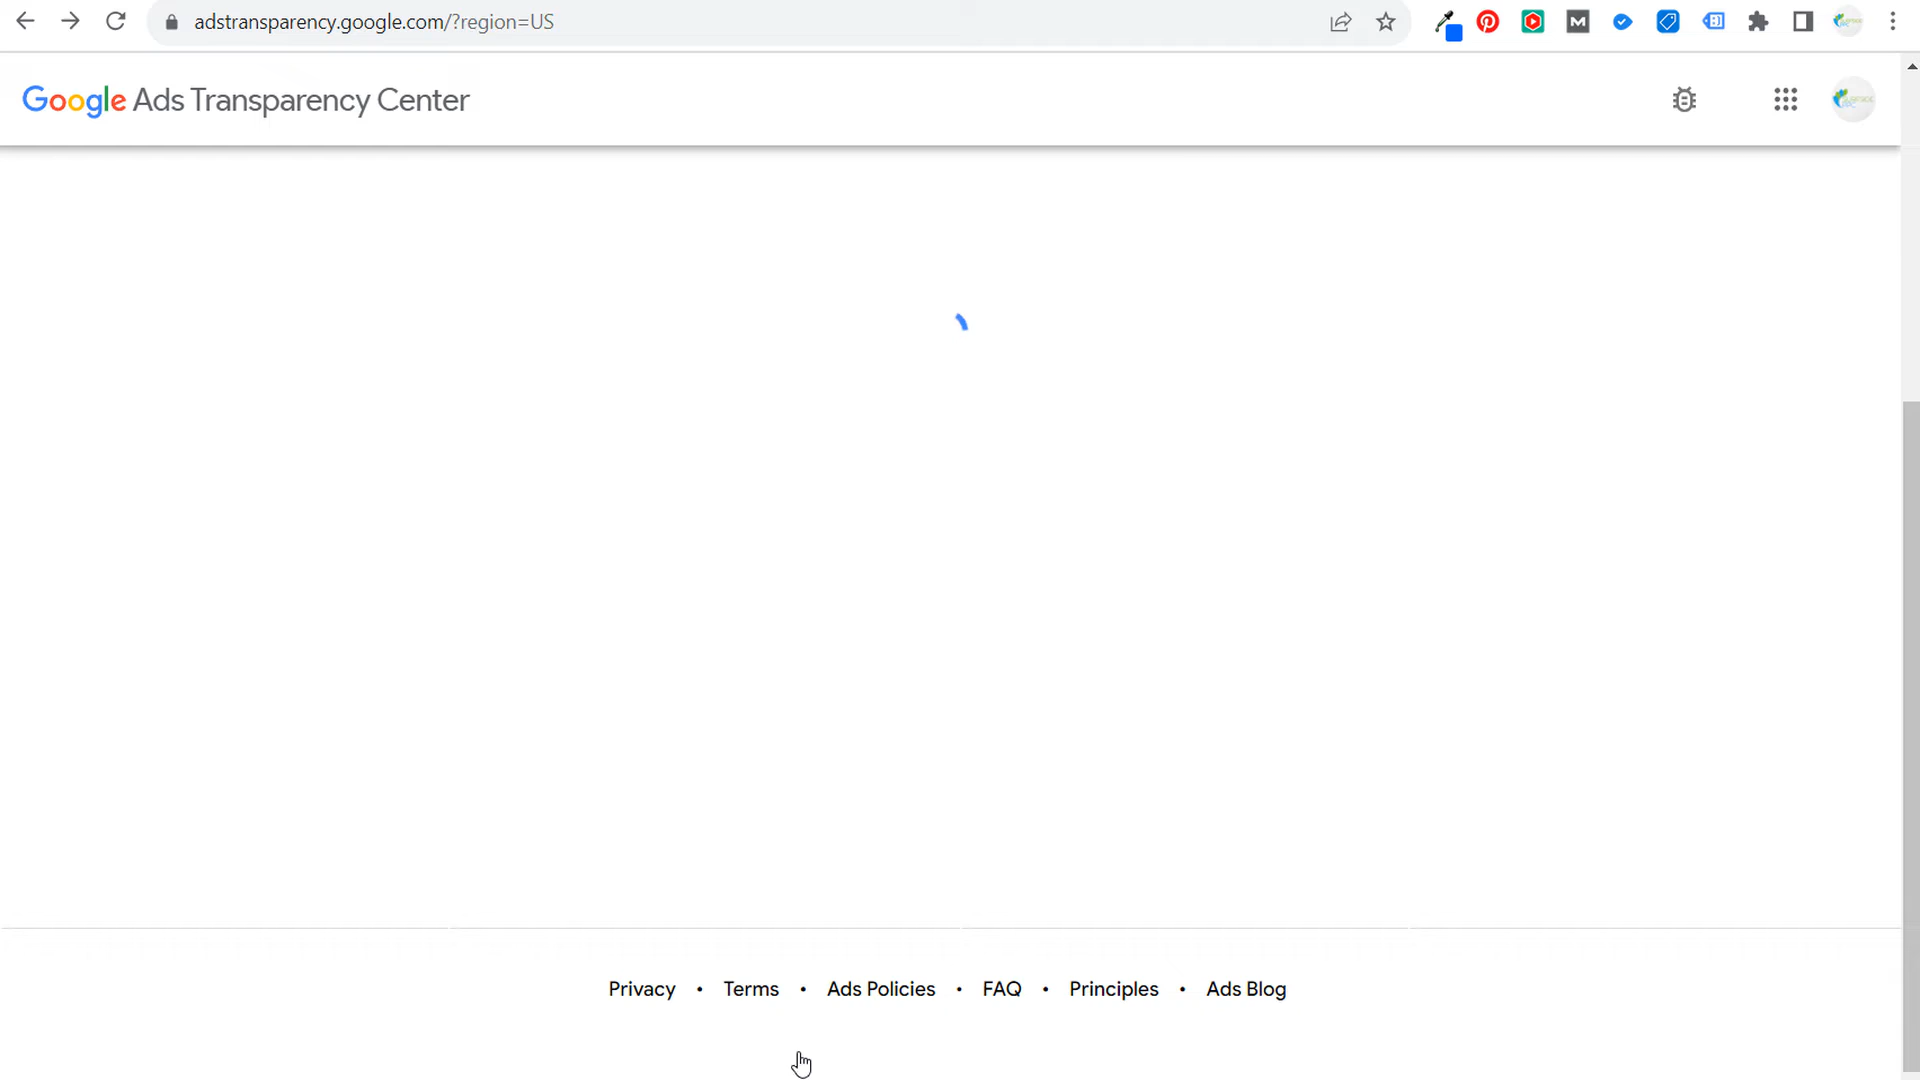 adstransparency.google.com/?region=US
Google Ads Transparency Center
Privacy • Terms • Ads Policies • FAQ • Principles • Ads Blog